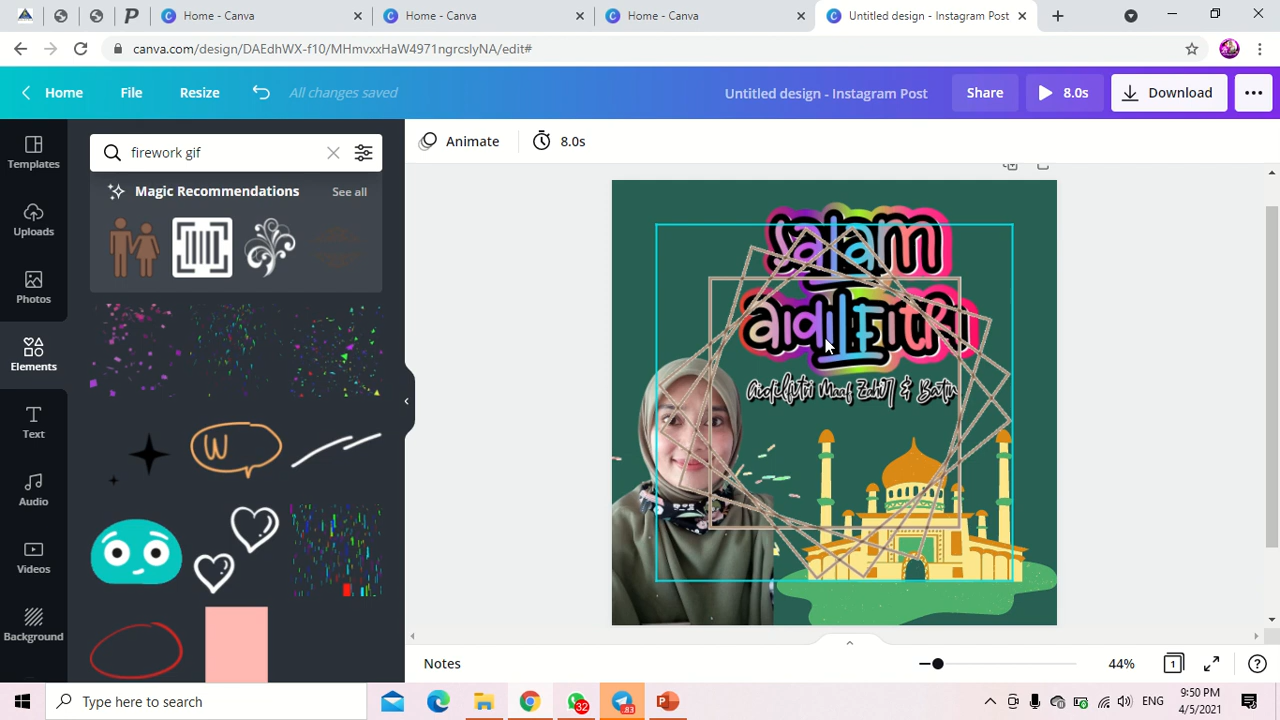 Home - Canva
Home - Canva
Home - Canva
Untitled design - Instagram Post
canva.com/design/DAEdhWX-f10/MHmvxxHaW4971ngrcslyNA/edit#
Home
File
Resize
All changes saved
Untitled design - Instagram Post
Share
8.0s
Download
Templates
Uploads
Photos
Elements
Text
Audio
Videos
Background
firework gif
Magic Recommendations
See all
W
Animate
8.0s
Salam
aidilFitri
Aidilfitri Maaf Zahir & Batin
Notes
44%
1
Type here to search
32
83
ENG
9:50 PM
4/5/2021